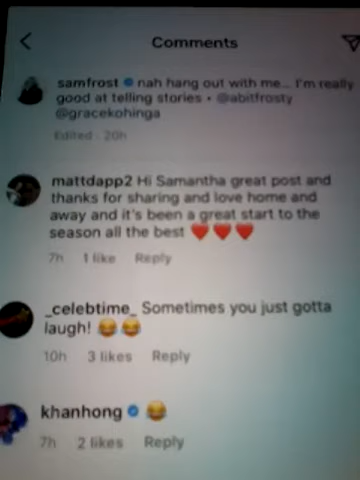 Comments
samfrost nah hang out with me... I'm really
good at telling stories • @abitfrosty
@gracekohinga
Edited · 20h
mattdapp2 Hi Samantha great post and
thanks for sharing and love home and
away and it's been a great start to the
season all the best ❤️❤️❤️
7h 1 like Reply
_celebtime_ Sometimes you just gotta
laugh! 😂😂
10h 3 likes Reply
khanhong 😂
7h 2 likes Reply